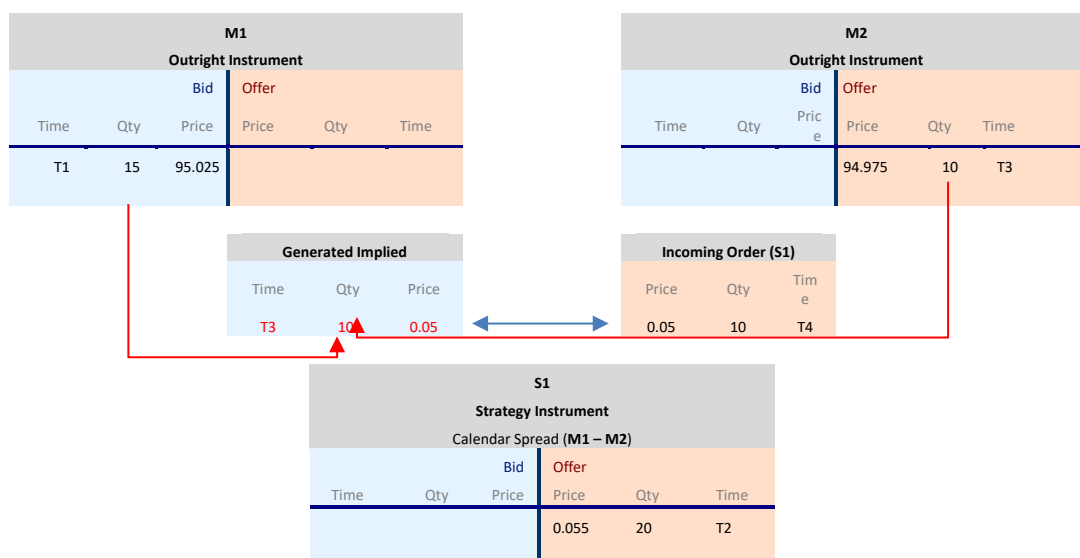 M1
Outright Instrument
Bid Offer
Time Qty Price Price Qty Time
T1 15 95.025
M2
Outright Instrument
Bid Offer
Time Qty Pric
e Price Qty Time
94.975 10 T3
Generated Implied
Time Qty Price
T3 10 0.05
Incoming Order (S1)
Price Qty Tim
e
0.05 10 T4
S1
Strategy Instrument
Calendar Spread (M1 – M2)
Bid Offer
Time Qty Price Price Qty Time
0.055 20 T2